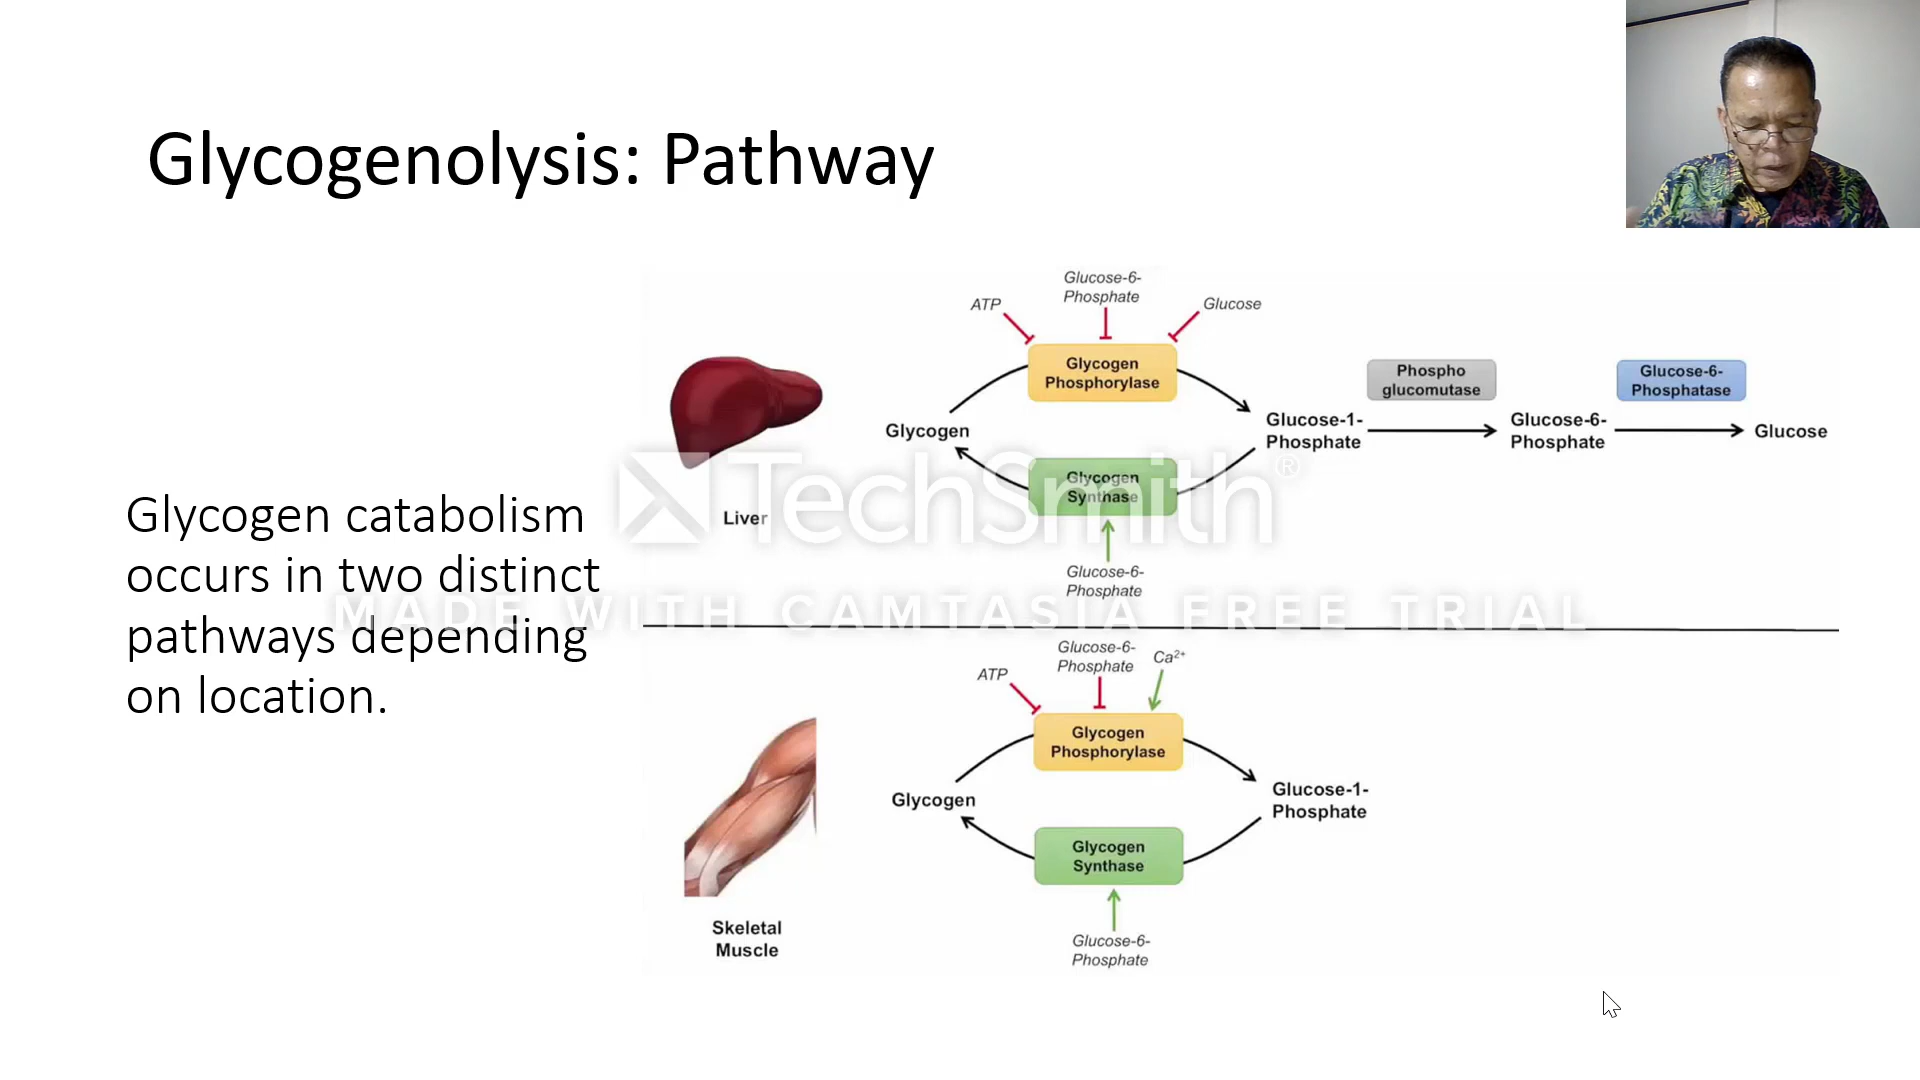 Glycogenolysis: Pathway
Glycogen catabolism
occurs in two distinct
pathways depending
on location.
Glucose-6-
Phosphate
ATP
Glucose
Glycogen
Phosphorylase
Phospho
glucomutase
Glucose-6-
Phosphatase
Glycogen
Glucose-1-
Phosphate
Glucose-6-
Phosphate
Glucose
Glycogen
Synthase
Liver
Glucose-6-
Phosphate
TechSmith®
MADE WITH CAMTASIA FREE TRIAL
Glucose-6-
Phosphate
Ca²⁺
ATP
Glycogen
Phosphorylase
Glycogen
Glucose-1-
Phosphate
Glycogen
Synthase
Skeletal
Muscle
Glucose-6-
Phosphate